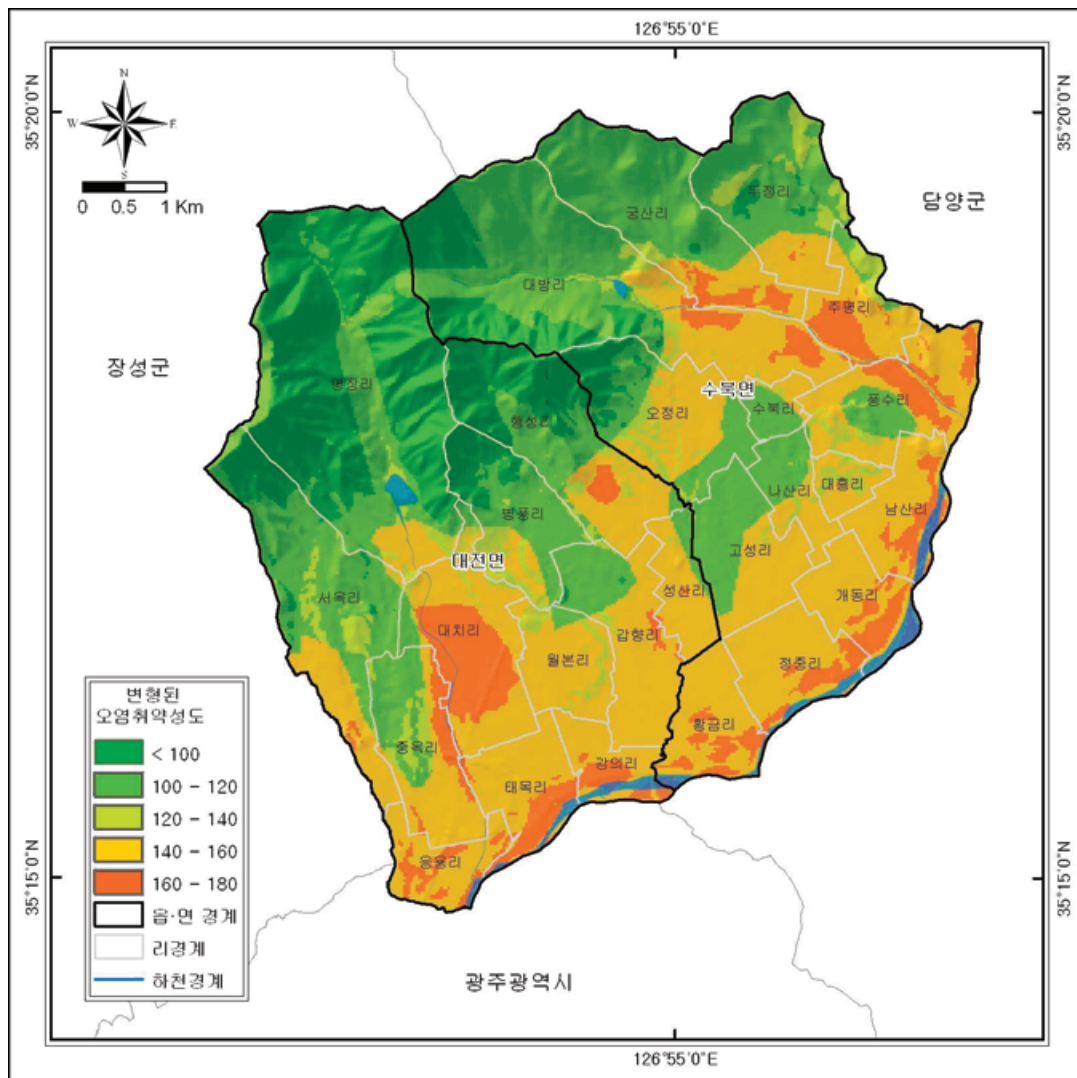 126°55'0"E
35°20'0"N
35°20'0"N
N
W E
S
0 0.5 1 Km
담양군
두정리
궁산리
대방리
주평리
장성군
평장리
수북면
수북리
풍수리
오정리
행성리
대흥리
나산리
남산리
병풍리
고성리
대전면
성산리
개동리
서옥리
대치리
갑향리
월본리
정중리
황금리
중옥리
강의리
태목리
응용리
변형된
오염취약성도
< 100
100 - 120
120 - 140
140 - 160
160 - 180
읍·면 경계
리경계
하천경계
35°15'0"N
35°15'0"N
광주광역시
126°55'0"E